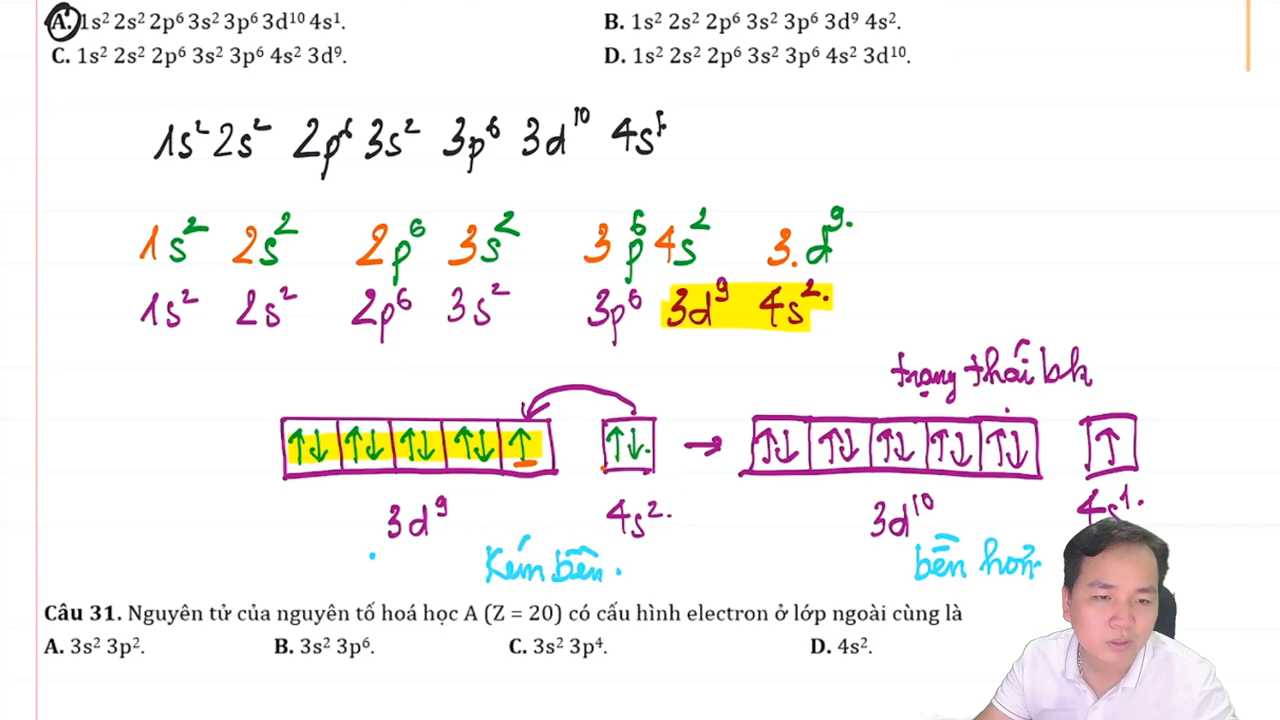 A. 1s² 2s² 2p⁶ 3s² 3p⁶ 3d¹⁰ 4s¹. B. 1s² 2s² 2p⁶ 3s² 3p⁶ 3d⁹ 4s².
C. 1s² 2s² 2p⁶ 3s² 3p⁶ 4s² 3d⁹. D. 1s² 2s² 2p⁶ 3s² 3p⁶ 4s² 3d¹⁰.
1s² 2s² 2p⁶ 3s² 3p⁶ 3d¹⁰ 4s¹
1s² 2s² 2p⁶ 3s² 3p⁶ 4s² 3.d⁹.
1s² 2s² 2p⁶ 3s² 3p⁶ 3d⁹ 4s².
trạng thái bh
↑↓ ↑↓ ↑↓ ↑↓ ↑ ↑↓ → ↑↓ ↑↓ ↑↓ ↑↓ ↑↓ ↑
3d⁹ 4s². 3d¹⁰ 4s¹.
Kém bền. bền hơn
Câu 31. Nguyên tử của nguyên tố hoá học A (Z = 20) có cấu hình electron ở lớp ngoài cùng là
A. 3s² 3p². B. 3s² 3p⁶. C. 3s² 3p⁴. D. 4s².